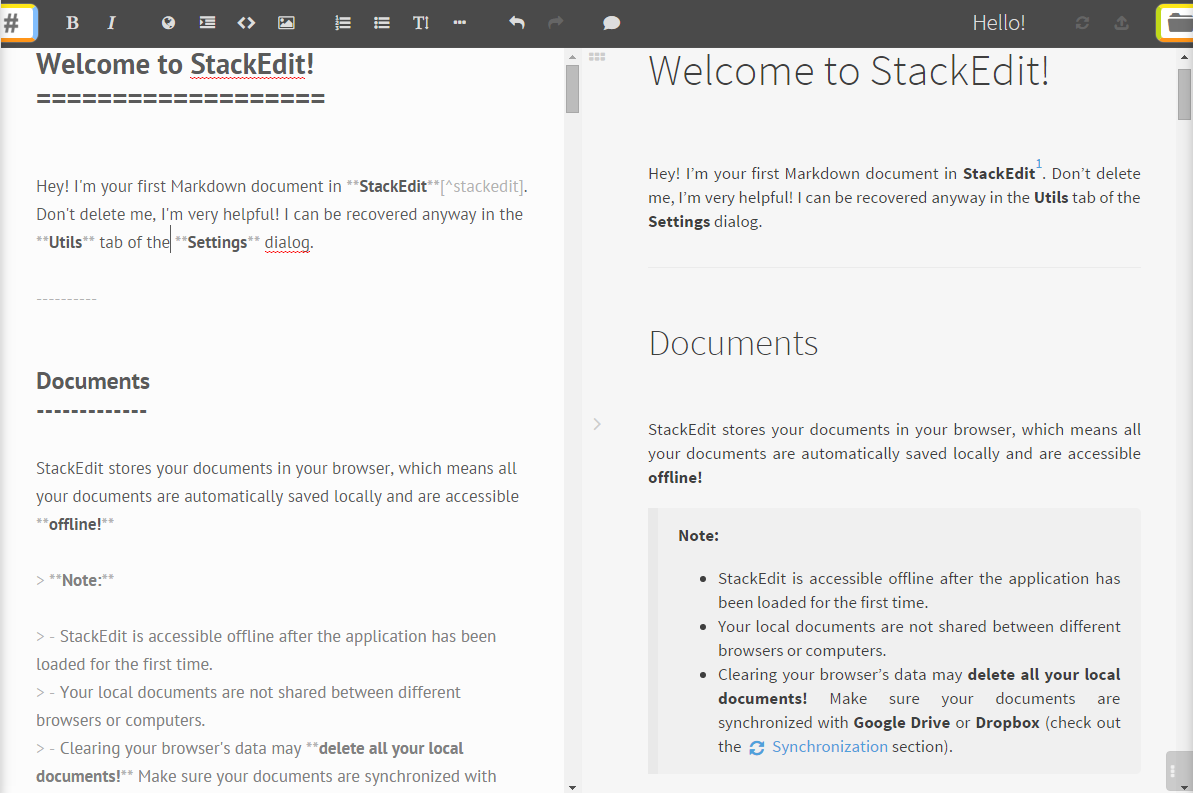 #
B I T! Hello!
Welcome to StackEdit!
===================
Hey! I'm your first Markdown document in **StackEdit**[^stackedit].
Don't delete me, I'm very helpful! I can be recovered anyway in the
**Utils** tab of the **Settings** dialog.
----------
Documents
-------------
StackEdit stores your documents in your browser, which means all
your documents are automatically saved locally and are accessible
**offline!**
> **Note:**
> - StackEdit is accessible offline after the application has been
loaded for the first time.
> - Your local documents are not shared between different
browsers or computers.
> - Clearing your browser's data may **delete all your local
documents!** Make sure your documents are synchronized with
Welcome to StackEdit!
Hey! I’m your first Markdown document in StackEdit1. Don’t delete
me, I’m very helpful! I can be recovered anyway in the Utils tab of the
Settings dialog.
Documents
StackEdit stores your documents in your browser, which means all
your documents are automatically saved locally and are accessible
offline!
Note:
• StackEdit is accessible offline after the application has
been loaded for the first time.
• Your local documents are not shared between different
browsers or computers.
• Clearing your browser’s data may delete all your local
documents! Make sure your documents are
synchronized with Google Drive or Dropbox (check out
the Synchronization section).